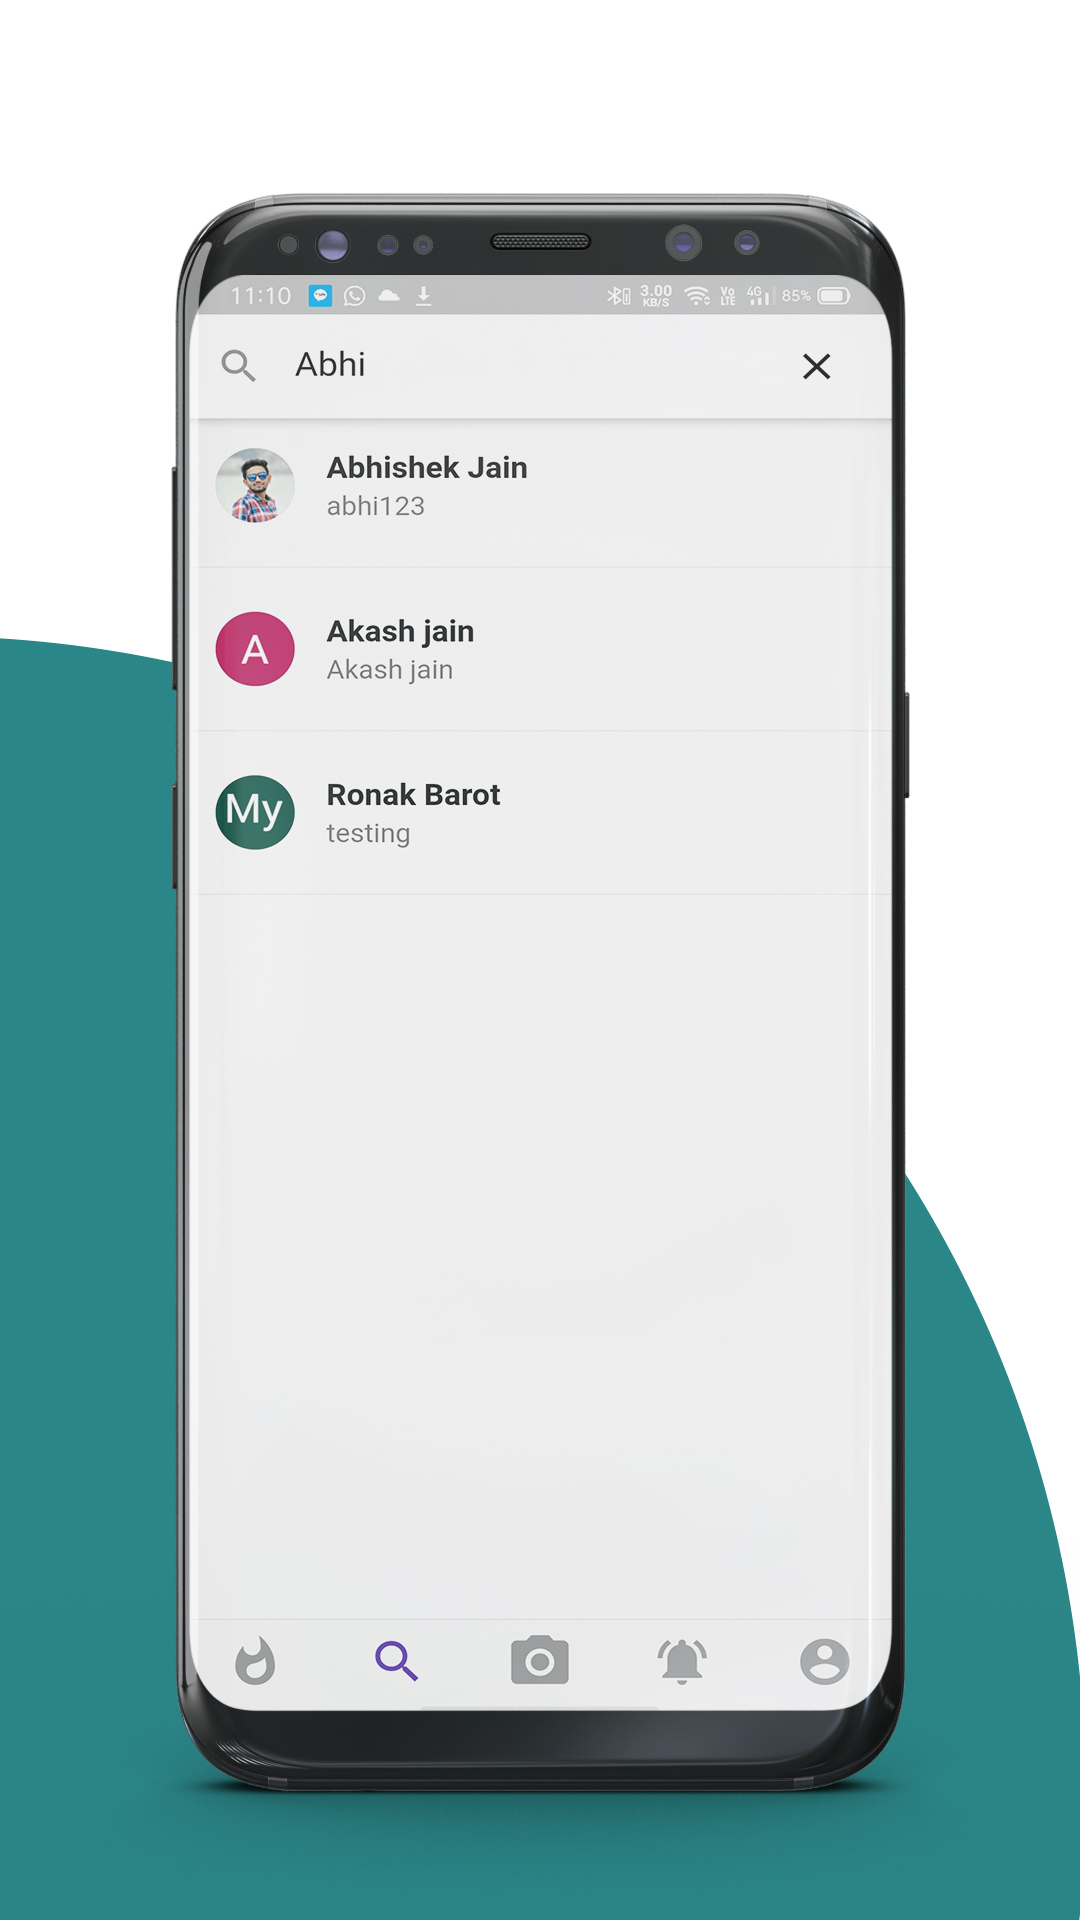 11:10 3.00 KB/S Vo LTE 4G 85%
Abhi
Abhishek Jain
abhi123
A
Akash jain
Akash jain
My
Ronak Barot
testing